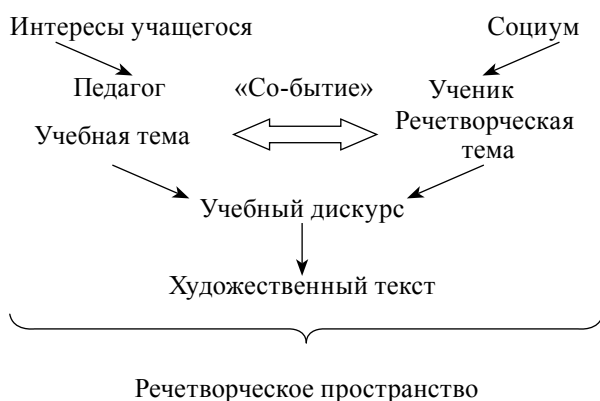 Интересы учащегося
Социум
Педагог
«Со-бытие»
Ученик
Учебная тема
Речетворческая
тема
Учебный дискурс
Художественный текст
Речетворческое пространство